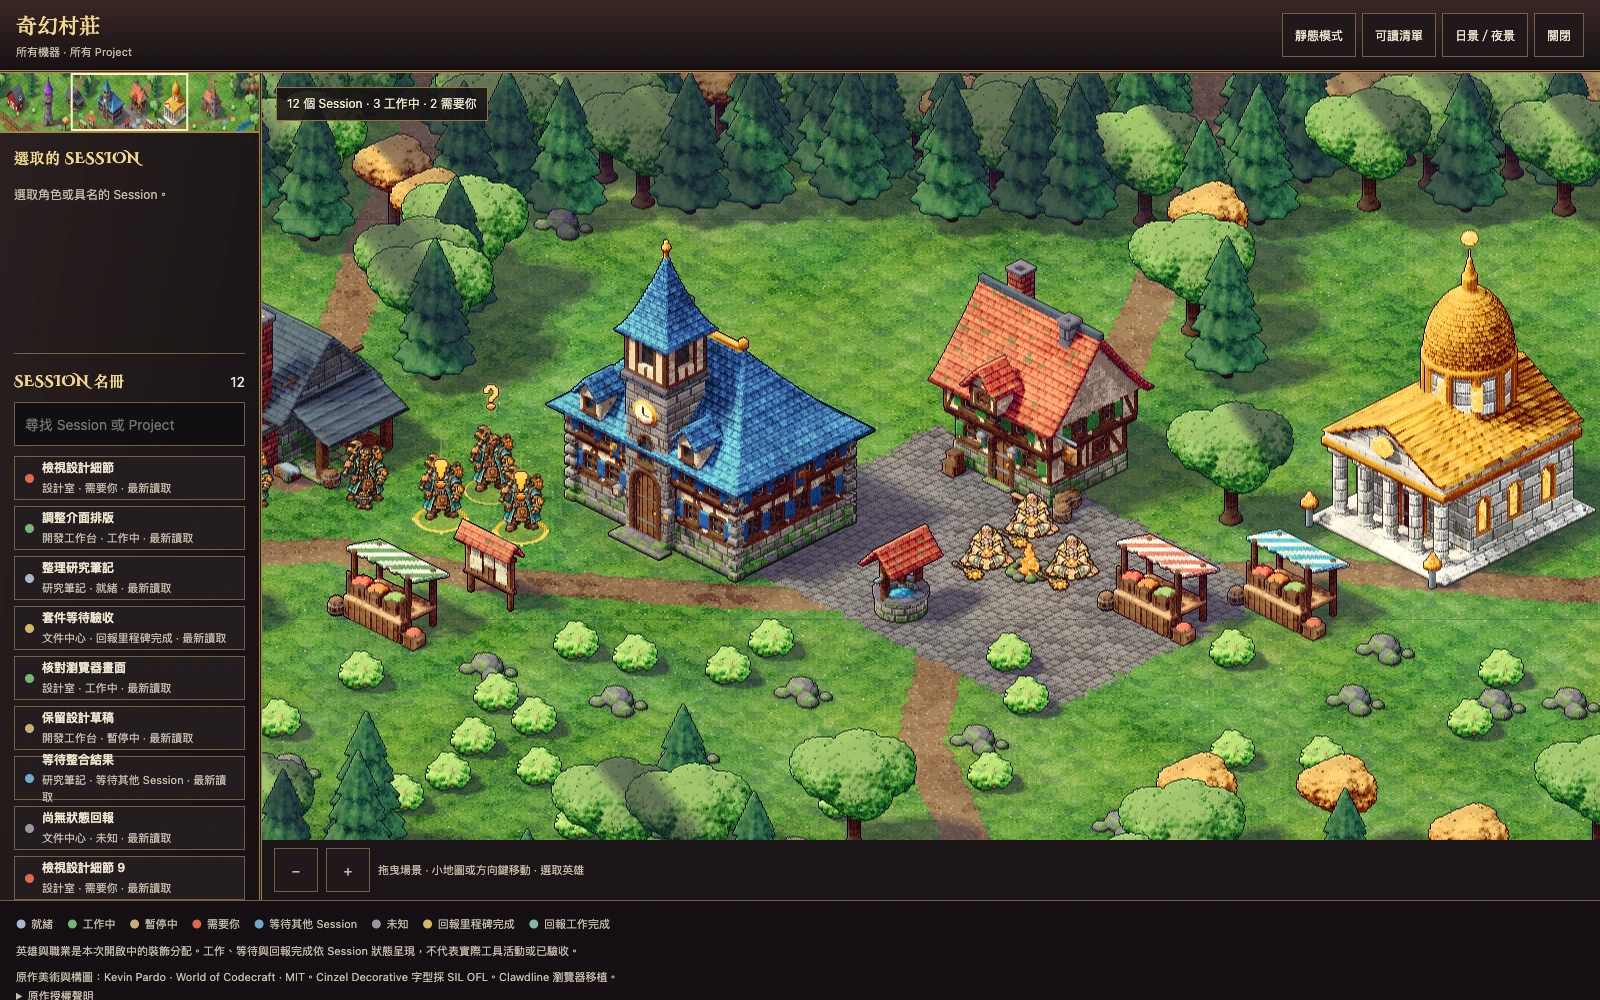 奇幻村莊
所有機器 · 所有 Project
靜態模式
可讀清單
日景 / 夜景
關閉
12 個 Session · 3 工作中 · 2 需要你
選取的 SESSION
選取角色或具名的 Session。
SESSION 名冊
12
尋找 Session 或 Project
檢視設計細節
設計室 · 需要你 · 最新讀取
調整介面排版
開發工作台 · 工作中 · 最新讀取
整理研究筆記
研究筆記 · 就緒 · 最新讀取
套件等待驗收
文件中心 · 回報里程碑完成 · 最新讀取
核對瀏覽器畫面
設計室 · 工作中 · 最新讀取
保留設計草稿
開發工作台 · 暫停中 · 最新讀取
等待整合結果
研究筆記 · 等待其他 Session · 最新讀
取
尚無狀態回報
文件中心 · 未知 · 最新讀取
檢視設計細節 9
設計室 · 需要你 · 最新讀取
?
−
+
拖曳場景 · 小地圖或方向鍵移動 · 選取英雄
就緒
工作中
暫停中
需要你
等待其他 Session
未知
回報里程碑完成
回報工作完成
英雄與職業是本次開啟中的裝飾分配。工作、等待與回報完成依 Session 狀態呈現，不代表實際工具活動或已驗收。
原作美術與構圖：Kevin Pardo · World of Codecraft · MIT。Cinzel Decorative 字型採 SIL OFL。Clawdline 瀏覽器移植。
▶ 原作授權聲明